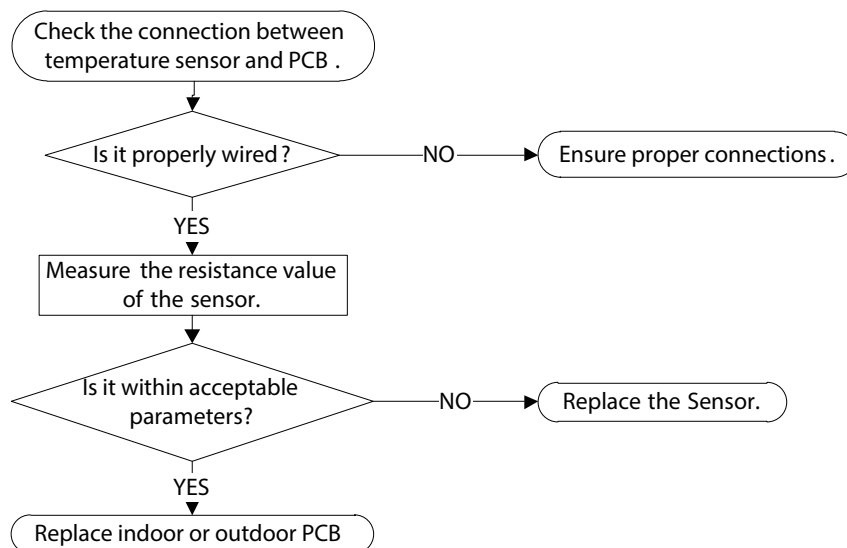 Check the connection between
temperature sensor and PCB .
Is it properly wired ?
NO
Ensure proper connections .
YES
Measure the resistance value
of the sensor.
Is it within acceptable
parameters?
NO
Replace the Sensor.
YES
Replace indoor or outdoor PCB